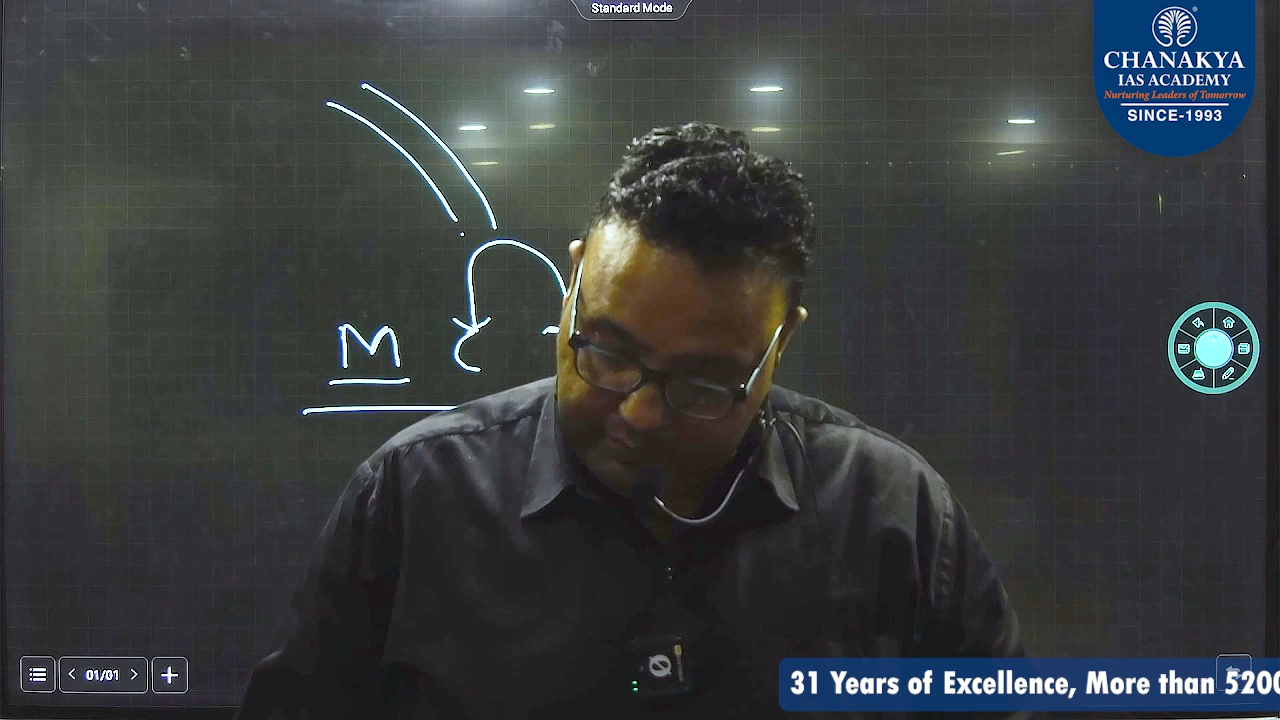 Standard Mode
CHANAKYA
IAS ACADEMY
Nurturing Leaders of Tomorrow
SINCE-1993
M
01/01
31 Years of Excellence, More than 5200